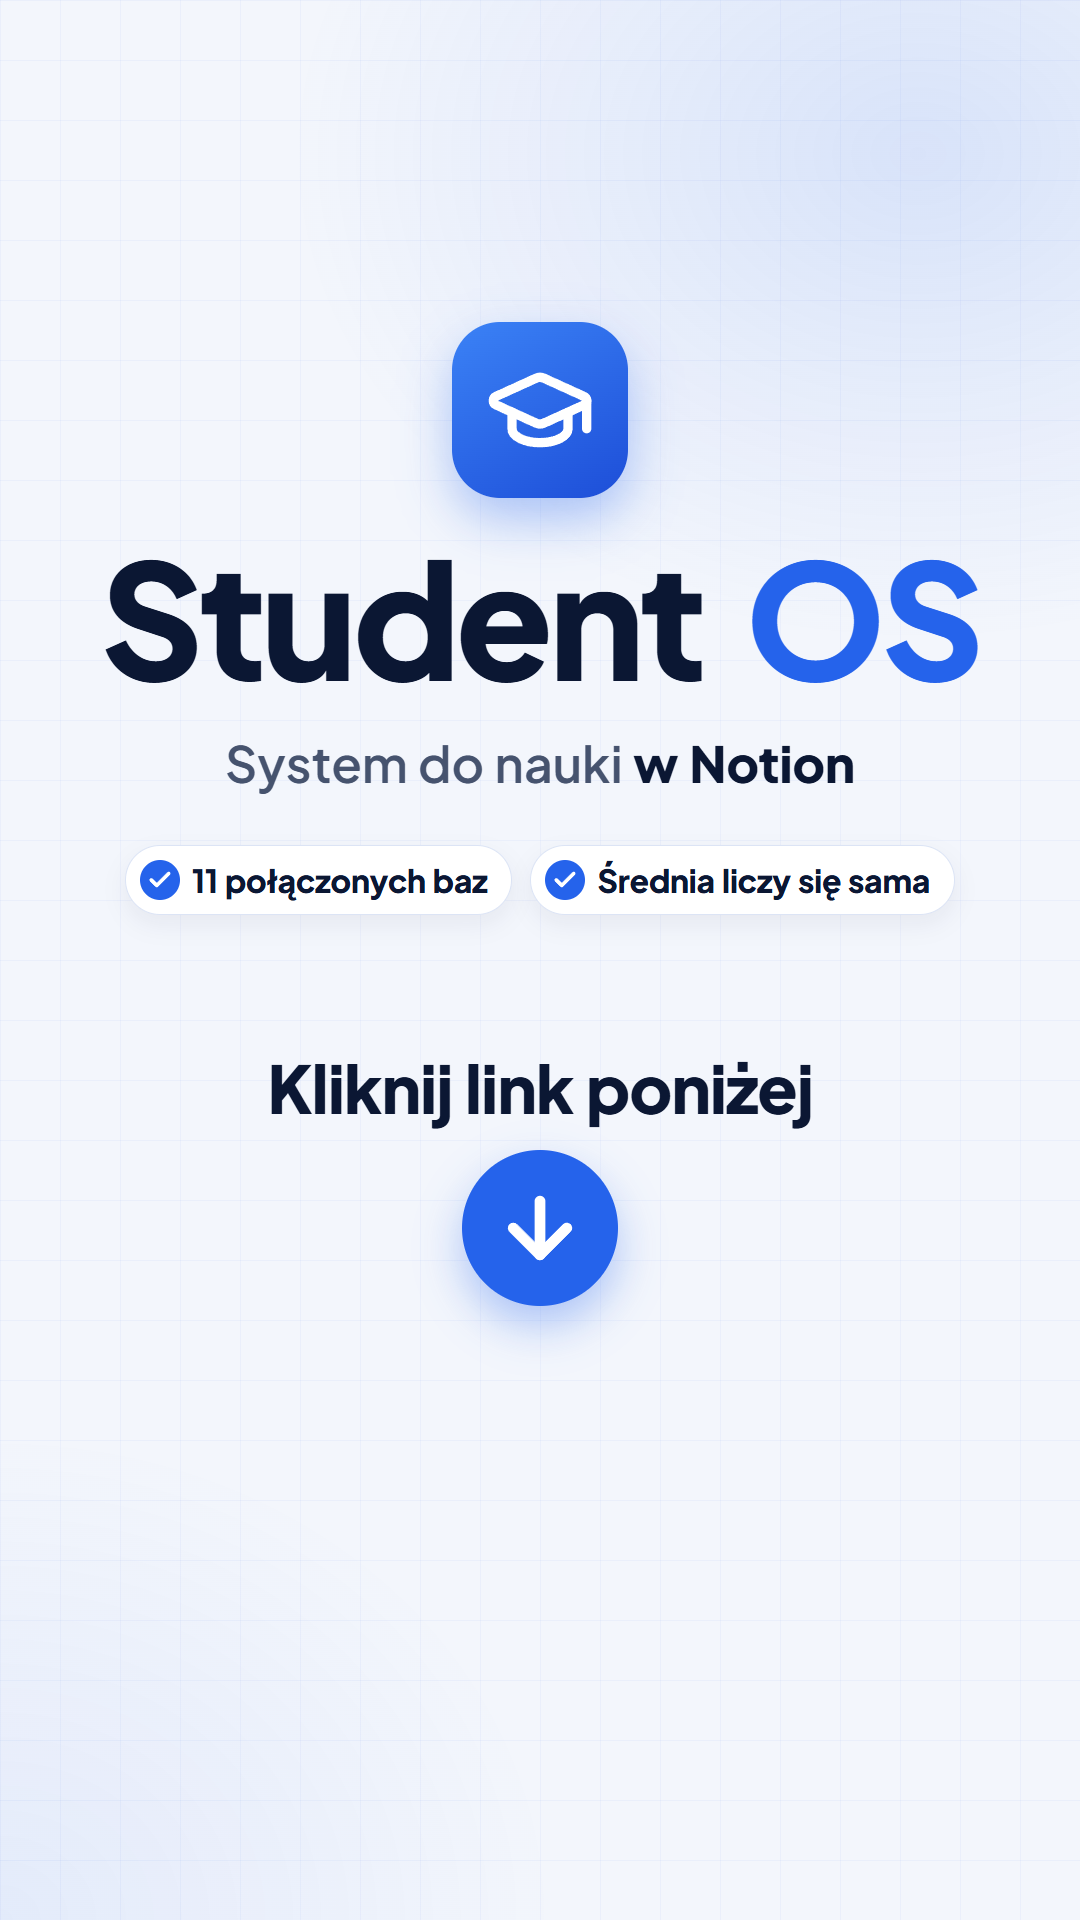 Student OS
System do nauki w Notion
11 połączonych baz
Średnia liczy się sama
Kliknij link poniżej